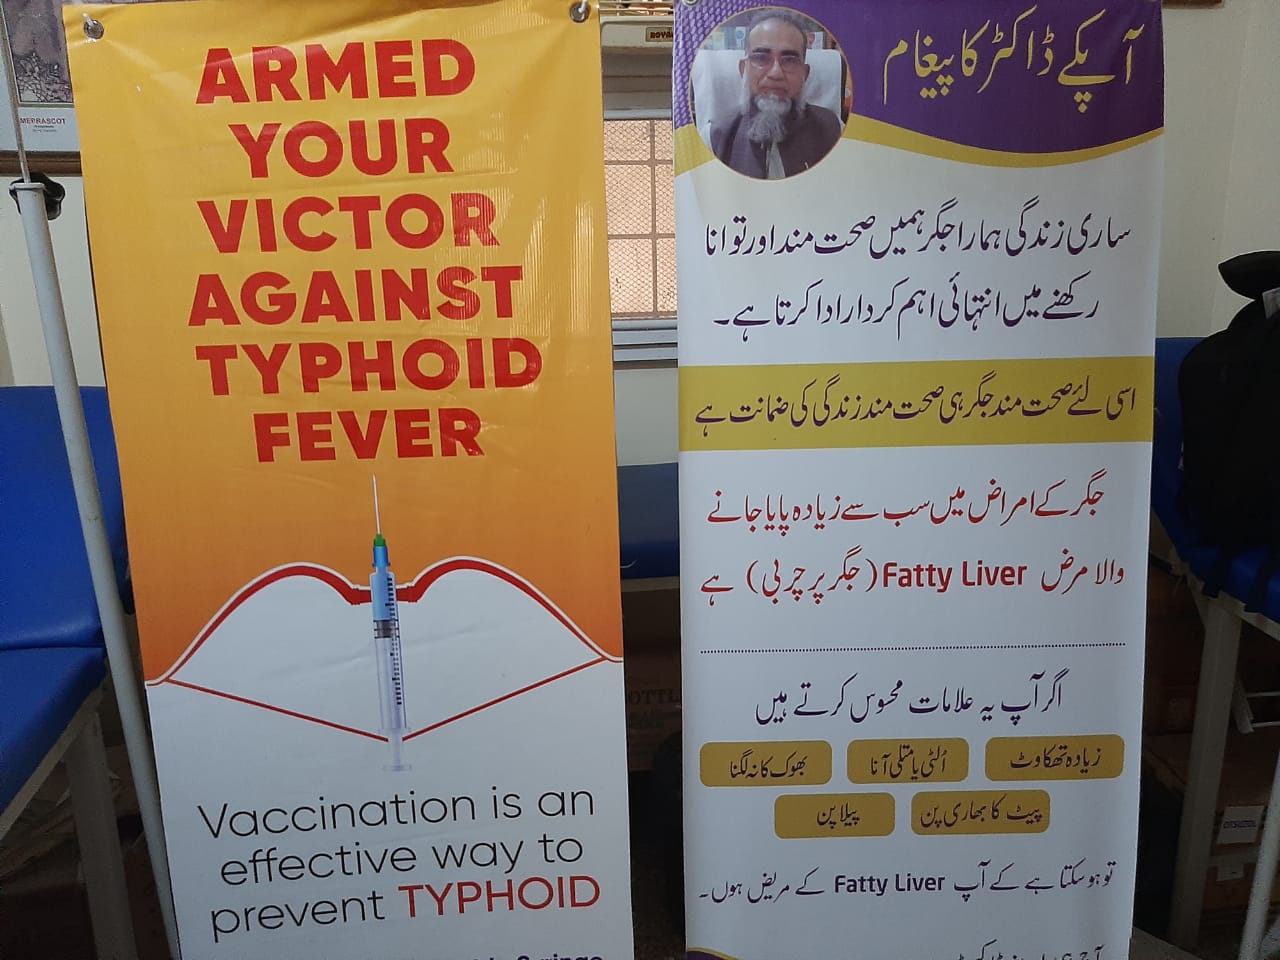 ARMED
YOUR
VICTOR
AGAINST
TYPHOID
FEVER
Vaccination is an
effective way to
prevent TYPHOID
آپکے ڈاکٹر کا پیغام
ساری زندگی ہمارا جگر ہمیں صحت مند اور توانا
رکھنے میں انتہائی اہم کردار ادا کرتا ہے۔
اسی لئے صحت مند جگر ہی صحت مند زندگی کی ضمانت ہے
جگر کے امراض میں سب سے زیادہ پایا جانے
والا مرض Fatty Liver (جگر پر چربی) ہے
اگر آپ یہ علامات محسوس کرتے ہیں
زیادہ تھکاوٹ
اُلٹی یا متلی آنا
بھوک کا نہ لگنا
پیٹ کا بھاری پن
پیلا پن
تو ہو سکتا ہے کے آپ Fatty Liver کے مریض ہوں۔
MEPRASCOT
ROYAL